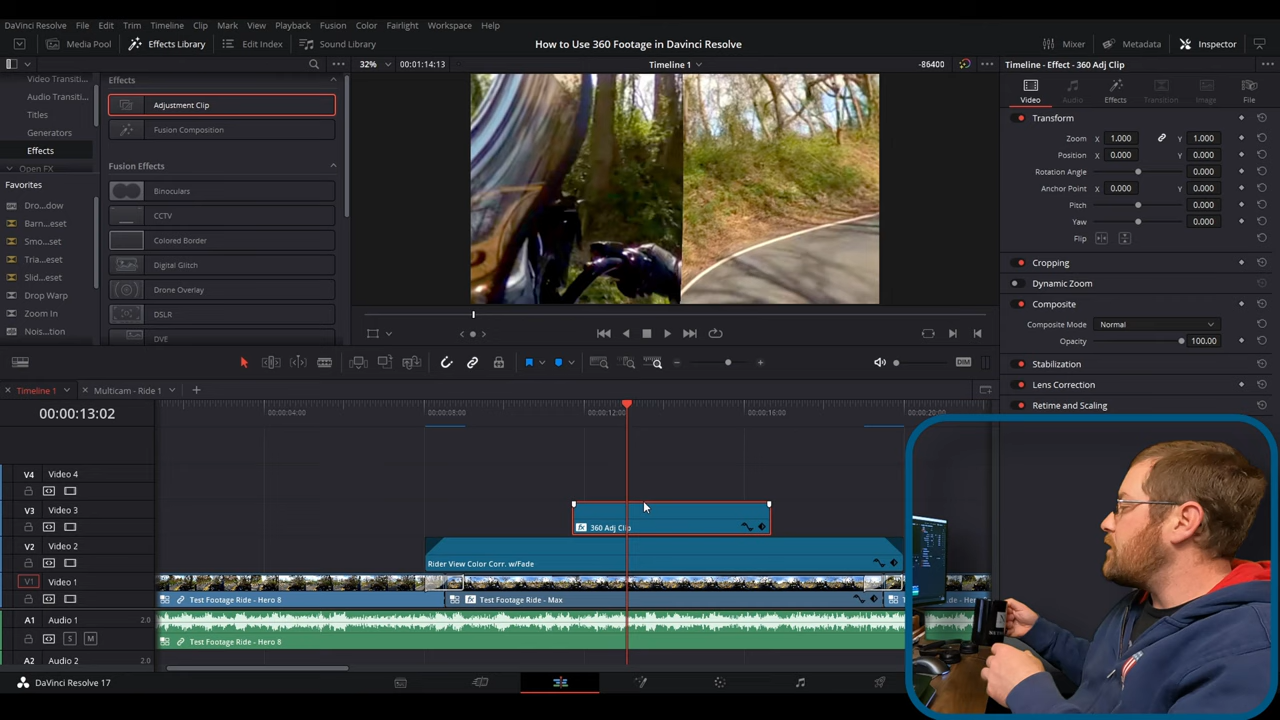 DaVinci Resolve File Edit Trim Timeline Clip Mark View Playback Fusion Color Fairlight Workspace Help
Media Pool Effects Library Edit Index Sound Library How to Use 360 Footage in Davinci Resolve Mixer Metadata Inspector
32% 00:01:14:13 Timeline 1 -86400 Timeline - Effect - 360 Adj Clip
Video Transiti...
Audio Transiti...
Titles
Generators
Effects
Open FX
Favorites
Dro...dow
Barn...eset
Smo...set
Tria...eset
Slid...eset
Drop Warp
Zoom In
Nois...tion
Effects
Adjustment Clip
Fusion Composition
Fusion Effects
Binoculars
CCTV
Colored Border
Digital Glitch
Drone Overlay
DSLR
DVE
Video Audio Effects Transition Image File
Transform
Zoom X 1.000 Y 1.000
Position X 0.000 Y 0.000
Rotation Angle 0.000
Anchor Point X 0.000 Y 0.000
Pitch 0.000
Yaw 0.000
Flip
Cropping
Dynamic Zoom
Composite
Composite Mode Normal
Opacity 100.00
Stabilization
Lens Correction
Retime and Scaling
DIM
Timeline 1 Multicam - Ride 1
00:00:13:02 00:00:04:00 00:00:08:00 00:00:12:00 00:00:16:00 00:00:20:00
V4 Video 4
V3 Video 3
360 Adj Clip
V2 Video 2
Rider View Color Corr. w/Fade
V1 Video 1
Test Footage Ride - Hero 8 Test Footage Ride - Max
A1 Audio 1 2.0
S M Test Footage Ride - Hero 8
A2 Audio 2 2.0
DaVinci Resolve 17